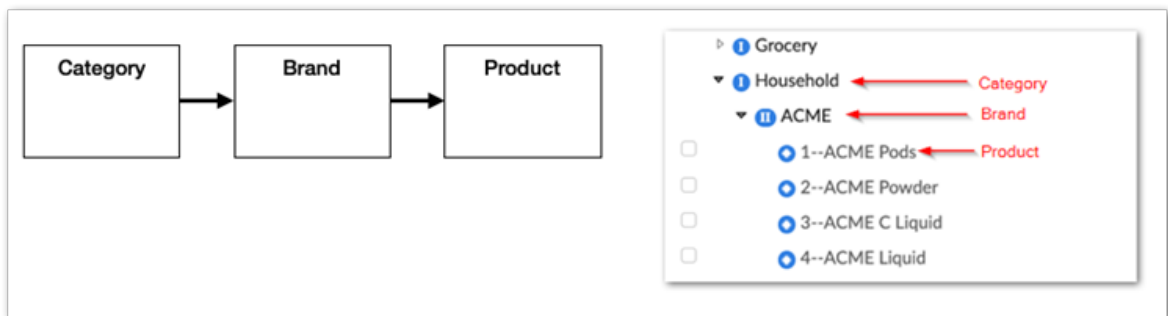 Category
Brand
Product
Grocery
Household
Category
ACME
Brand
1--ACME Pods
Product
2--ACME Powder
3--ACME C Liquid
4--ACME Liquid